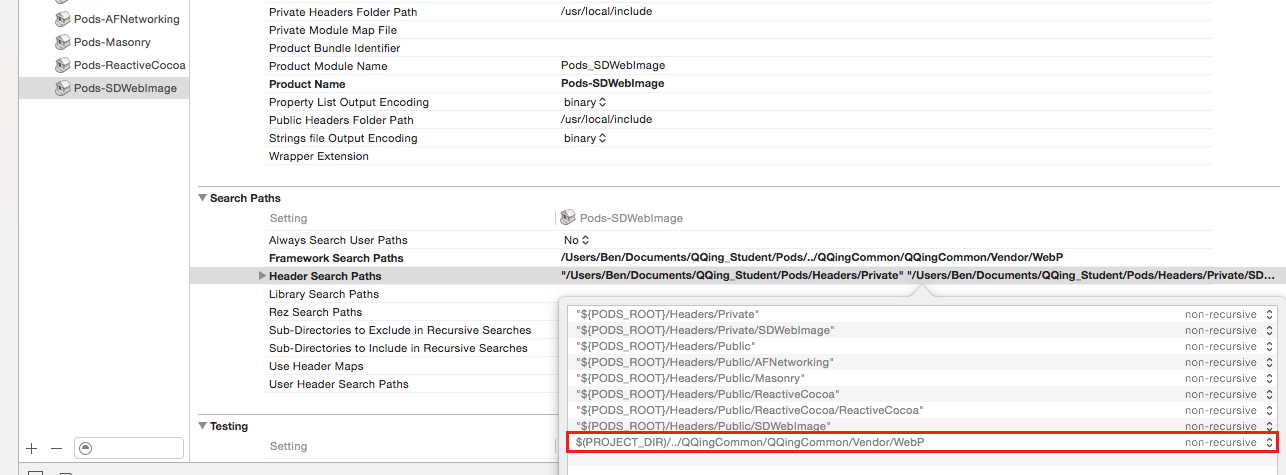 Pods-AFNetworking
Pods-Masonry
Pods-ReactiveCocoa
Pods-SDWebImage
Private Headers Folder Path /usr/local/include
Private Module Map File
Product Bundle Identifier
Product Module Name Pods_SDWebImage
Product Name Pods-SDWebImage
Property List Output Encoding binary
Public Headers Folder Path /usr/local/include
Strings file Output Encoding binary
Wrapper Extension
Search Paths
Setting Pods-SDWebImage
Always Search User Paths No
Framework Search Paths /Users/Ben/Documents/QQing_Student/Pods/../QQingCommon/QQingCommon/Vendor/WebP
Header Search Paths "/Users/Ben/Documents/QQing_Student/Pods/Headers/Private" "/Users/Ben/Documents/QQing_Student/Pods/Headers/Private/SD...
Library Search Paths
Rez Search Paths
Sub-Directories to Exclude in Recursive Searches
Sub-Directories to Include in Recursive Searches
Use Header Maps
User Header Search Paths
"${PODS_ROOT}/Headers/Private" non-recursive
"${PODS_ROOT}/Headers/Private/SDWebImage" non-recursive
"${PODS_ROOT}/Headers/Public" non-recursive
"${PODS_ROOT}/Headers/Public/AFNetworking" non-recursive
"${PODS_ROOT}/Headers/Public/Masonry" non-recursive
"${PODS_ROOT}/Headers/Public/ReactiveCocoa" non-recursive
"${PODS_ROOT}/Headers/Public/ReactiveCocoa/ReactiveCocoa" non-recursive
"${PODS_ROOT}/Headers/Public/SDWebImage" non-recursive
$(PROJECT_DIR)/../QQingCommon/QQingCommon/Vendor/WebP non-recursive
Testing
Setting